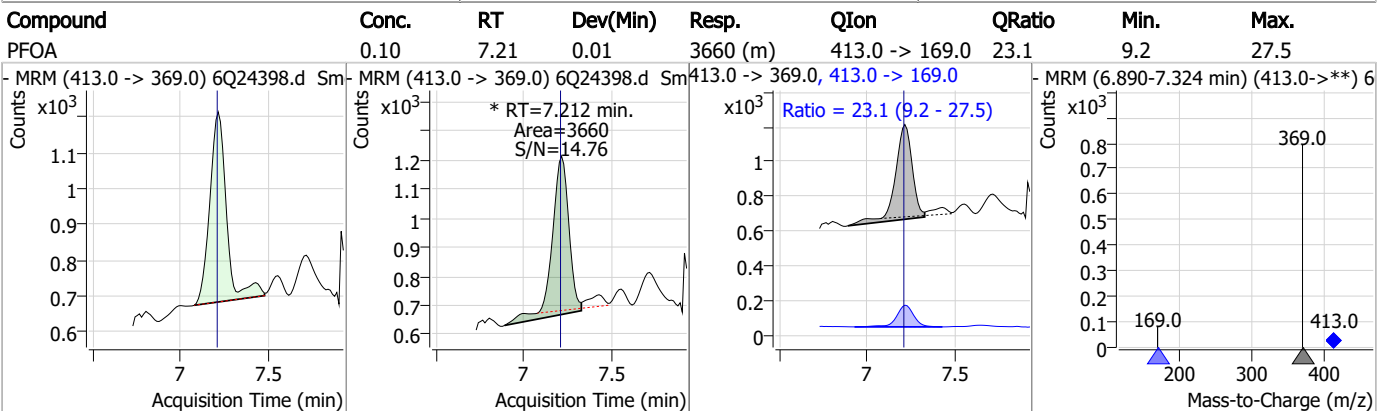 Compound Conc. RT Dev(Min) Resp. QIon QRatio Min. Max.
PFOA 0.10 7.21 0.01 3660 (m) 413.0 -> 169.0 23.1 9.2 27.5
- MRM (413.0 -> 369.0) 6Q24398.d Sm
Counts
x10³
1.1
1
0.9
0.8
0.7
0.6
7 7.5
Acquisition Time (min)
- MRM (413.0 -> 369.0) 6Q24398.d Sm
Counts
x10³
* RT=7.212 min.
Area=3660
S/N=14.76
1.2
1.1
1
0.9
0.8
0.7
0.6
7 7.5
Acquisition Time (min)
413.0 -> 369.0, 413.0 -> 169.0
Counts
x10³
Ratio = 23.1 (9.2 - 27.5)
1
0.8
0.6
0.4
0.2
0
7 7.5
Acquisition Time (min)
- MRM (6.890-7.324 min) (413.0->**) 6
Counts
x10³
369.0
0.8
0.7
0.6
0.5
0.4
0.3
0.2
0.1
0
169.0
413.0
200 300 400
Mass-to-Charge (m/z)